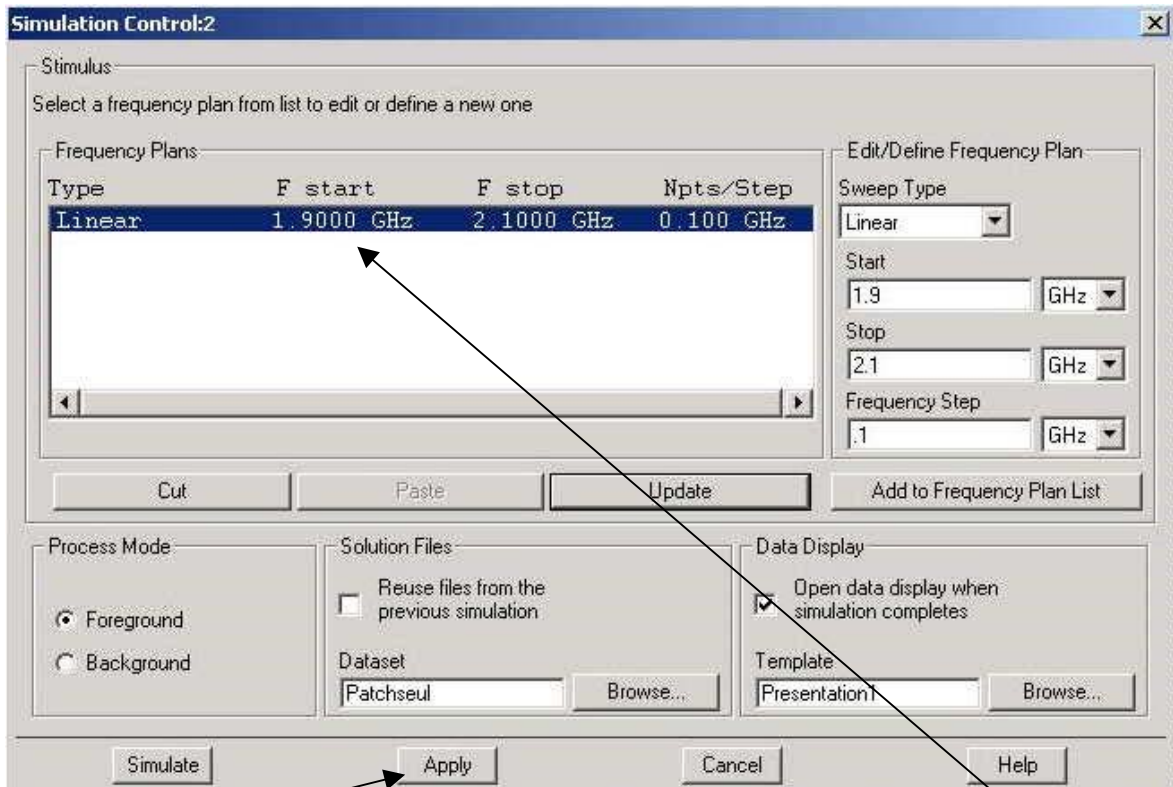 Simulation Control:2
Stimulus
Select a frequency plan from list to edit or define a new one
Frequency Plans
Type F start F stop Npts/Step
Linear 1.9000 GHz 2.1000 GHz 0.100 GHz
Edit/Define Frequency Plan
Sweep Type
Linear
Start
1.9 GHz
Stop
2.1 GHz
Frequency Step
.1 GHz
Cut Paste Update Add to Frequency Plan List
Process Mode
Foreground
Background
Solution Files
Reuse files from the
previous simulation
Dataset
Patchseul Browse...
Data Display
Open data display when
simulation completes
Template
Presentation1 Browse...
Simulate Apply Cancel Help